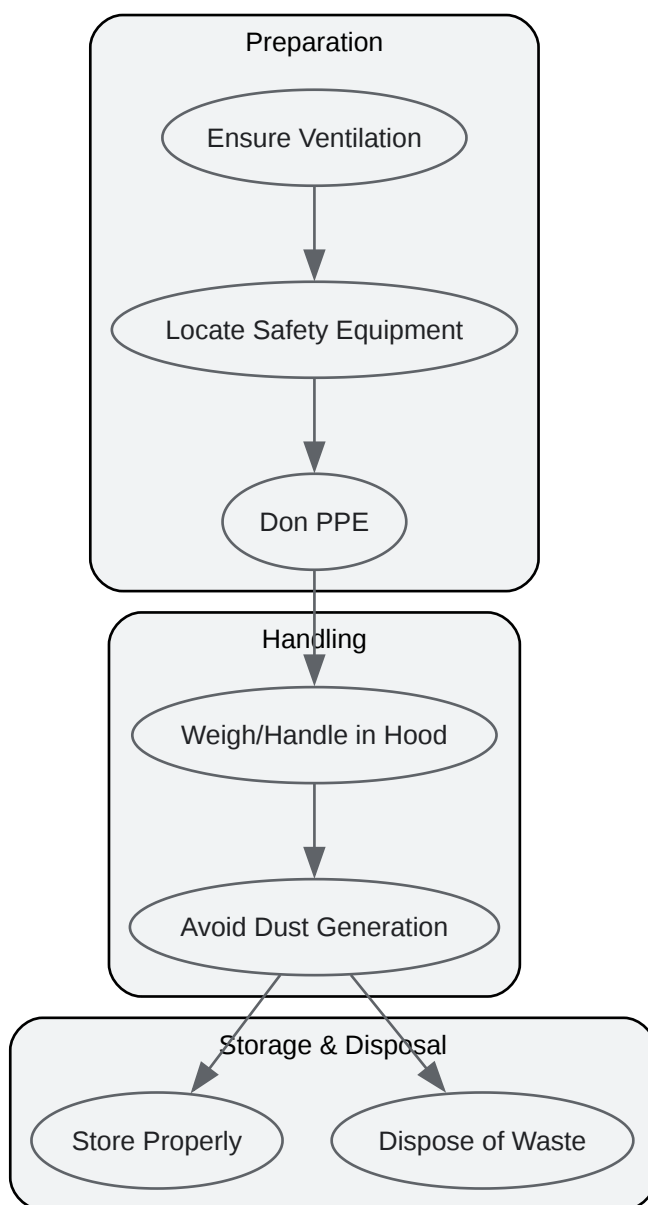 Preparation
Ensure Ventilation
Locate Safety Equipment
Don PPE
Handling
Weigh/Handle in Hood
Avoid Dust Generation
Storage & Disposal
Store Properly
Dispose of Waste